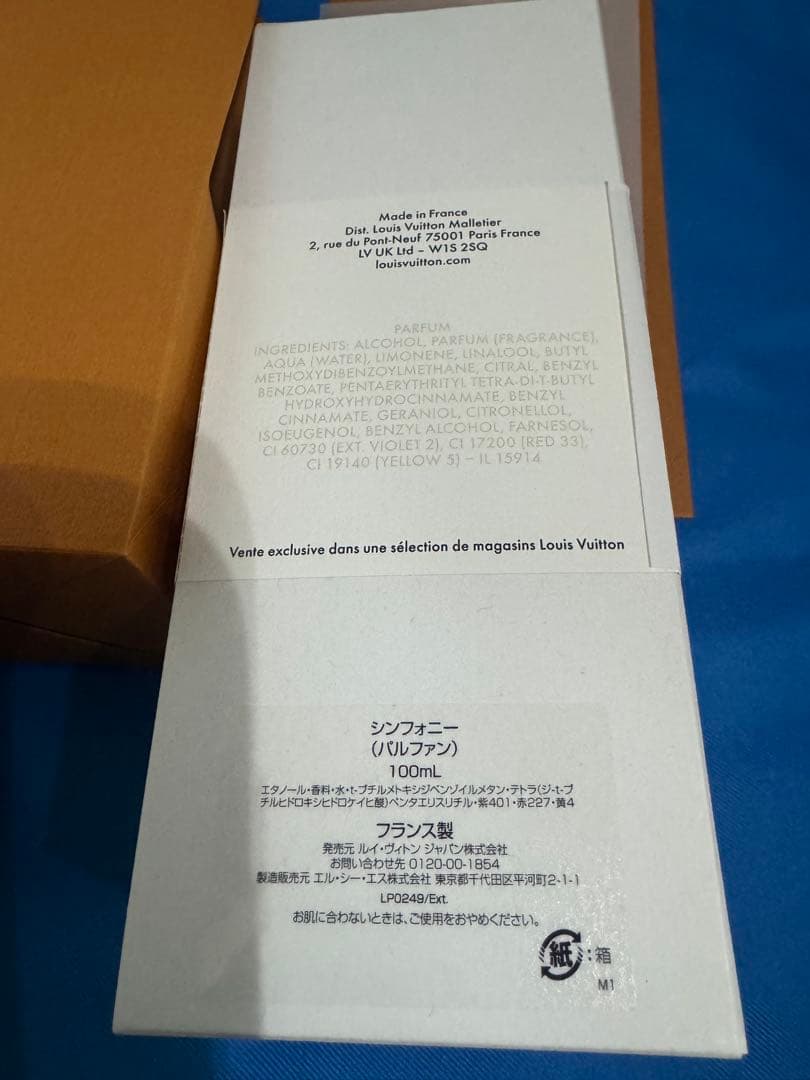 Made in France
Dist. Louis Vuitton Malletier
2, rue du Pont-Neuf 75001 Paris France
LV UK Ltd – W1S 2SQ
louisvuitton.com
PARFUM
INGREDIENTS: ALCOHOL, PARFUM (FRAGRANCE),
AQUA (WATER), LIMONENE, LINALOOL, BUTYL
METHOXYDIBENZOYLMETHANE, CITRAL, BENZYL
BENZOATE, PENTAERYTHRITYL TETRA-DI-T-BUTYL
HYDROXYHYDROCINNAMATE, BENZYL
CINNAMATE, GERANIOL, CITRONELLOL,
ISOEUGENOL, BENZYL ALCOHOL, FARNESOL,
CI 60730 (EXT. VIOLET 2), CI 17200 (RED 33),
CI 19140 (YELLOW 5) – IL 15914
Vente exclusive dans une sélection de magasins Louis Vuitton
シンフォニー
(パルファン)
100mL
エタノール・香料・水・t-ブチルメトキシジベンゾイルメタン・テトラ(ジ-t-ブ
チルヒドロキシヒドロケイヒ酸)ペンタエリスリチル・紫401・赤227・黄4
フランス製
発売元 ルイ・ヴィトン ジャパン株式会社
お問い合わせ先 0120-00-1854
製造販売元 エル・シー・エス株式会社 東京都千代田区平河町2-1-1
LP0249/Ext.
お肌に合わないときは、ご使用をおやめください。
紙:箱
M1